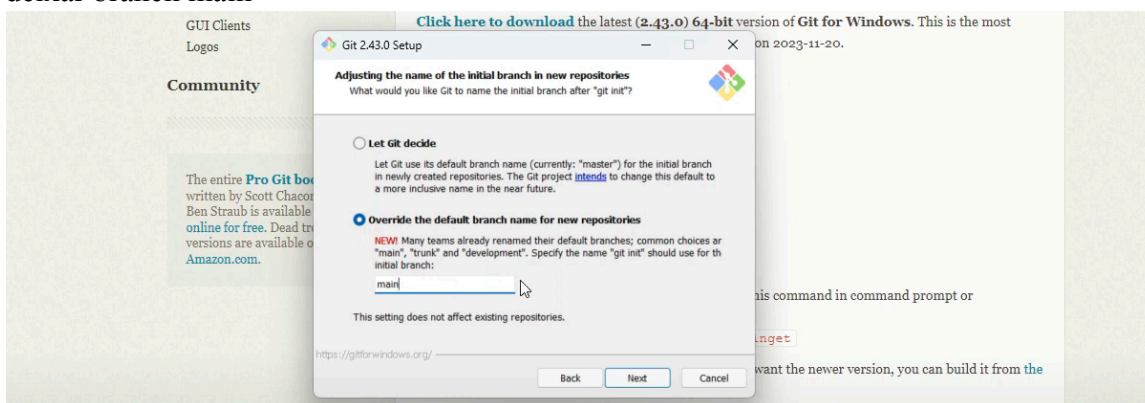 GUI Clients
Logos
Community
The entire Pro Git boo
written by Scott Chacon
Ben Straub is available
online for free. Dead tre
versions are available o
Amazon.com.
Click here to download the latest (2.43.0) 64-bit version of Git for Windows. This is the most
on 2023-11-20.
Git 2.43.0 Setup
Adjusting the name of the initial branch in new repositories
What would you like Git to name the initial branch after "git init"?
Let Git decide
Let Git use its default branch name (currently: "master") for the initial branch
in newly created repositories. The Git project intends to change this default to
a more inclusive name in the near future.
Override the default branch name for new repositories
NEW! Many teams already renamed their default branches; common choices ar
"main", "trunk" and "development". Specify the name "git init" should use for th
initial branch:
main
This setting does not affect existing repositories.
https://gitforwindows.org/
Back Next Cancel
his command in command prompt or
inget
want the newer version, you can build it from the